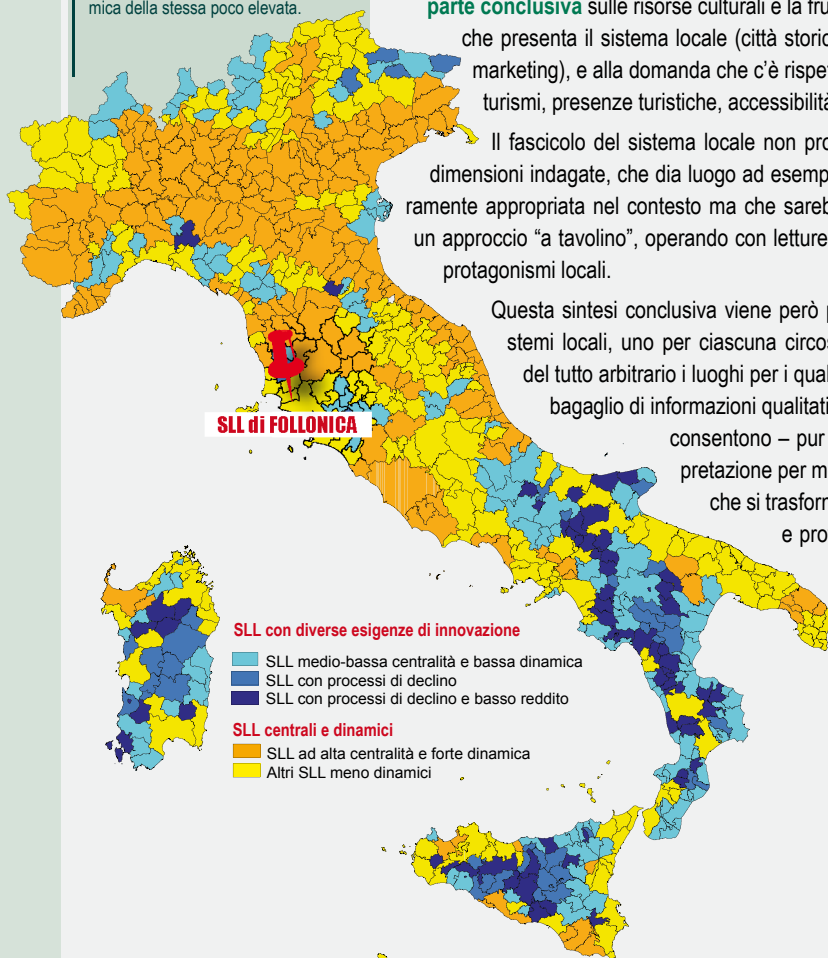 mica della stessa poco elevata.
parte conclusiva sulle risorse culturali e la fru
che presenta il sistema locale (città storic
marketing), e alla domanda che c'è rispe
turismi, presenze turistiche, accessibilità
Il fascicolo del sistema locale non pro
dimensioni indagate, che dia luogo ad esemp
ramente appropriata nel contesto ma che sareb
un approccio “a tavolino”, operando con letture
protagonismi locali.
Questa sintesi conclusiva viene però p
stemi locali, uno per ciascuna circos
del tutto arbitrario i luoghi per i qual
bagaglio di informazioni qualitati
consentono – pur
pretazione per m
che si trasforn
e pro
SLL di FOLLONICA
SLL con diverse esigenze di innovazione
SLL medio-bassa centralità e bassa dinamica
SLL con processi di declino
SLL con processi di declino e basso reddito
SLL centrali e dinamici
SLL ad alta centralità e forte dinamica
Altri SLL meno dinamici